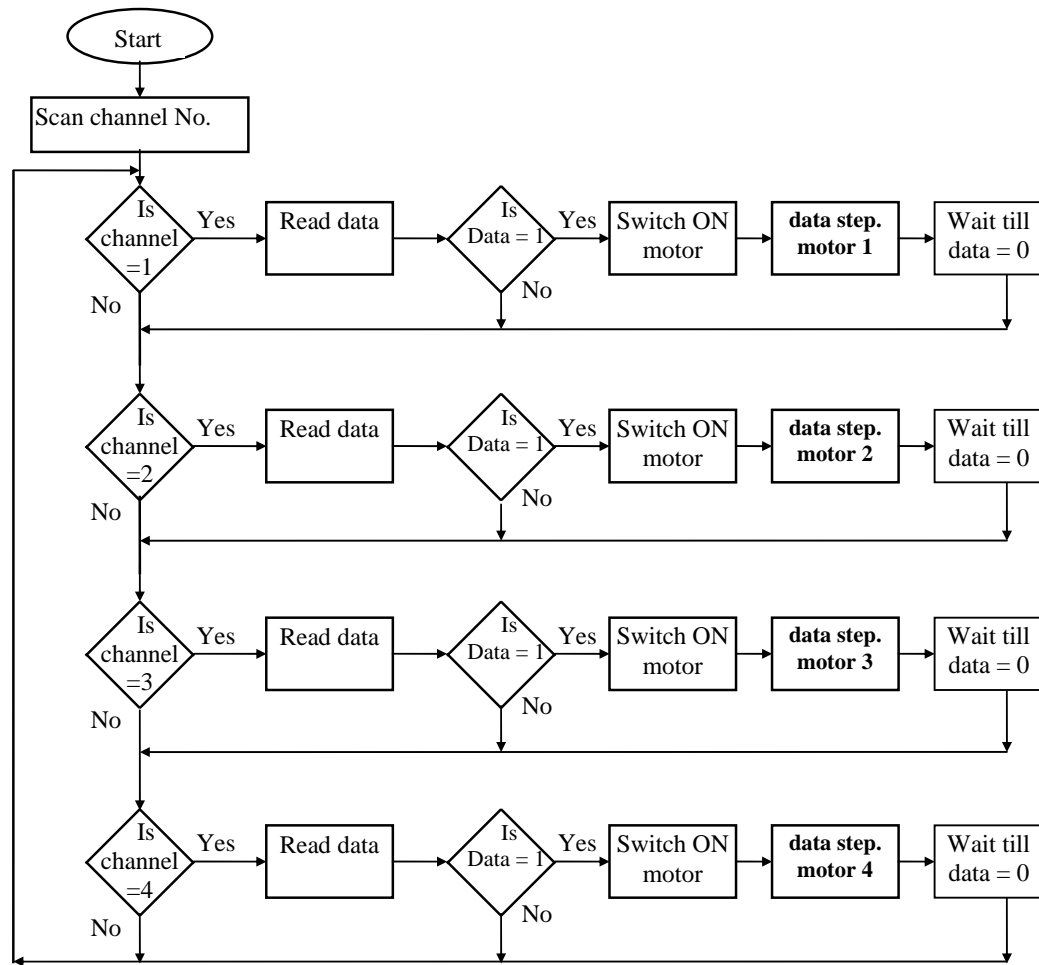 Start
Scan channel No.
Is
channel
=1
Yes
Read data
Is
Data = 1
Yes
Switch ON
motor
data step.
motor 1
Wait till
data = 0
No
No
Is
channel
=2
Yes
Read data
Is
Data = 1
Yes
Switch ON
motor
data step.
motor 2
Wait till
data = 0
No
No
Is
channel
=3
Yes
Read data
Is
Data = 1
Yes
Switch ON
motor
data step.
motor 3
Wait till
data = 0
No
No
Is
channel
=4
Yes
Read data
Is
Data = 1
Yes
Switch ON
motor
data step.
motor 4
Wait till
data = 0
No
No